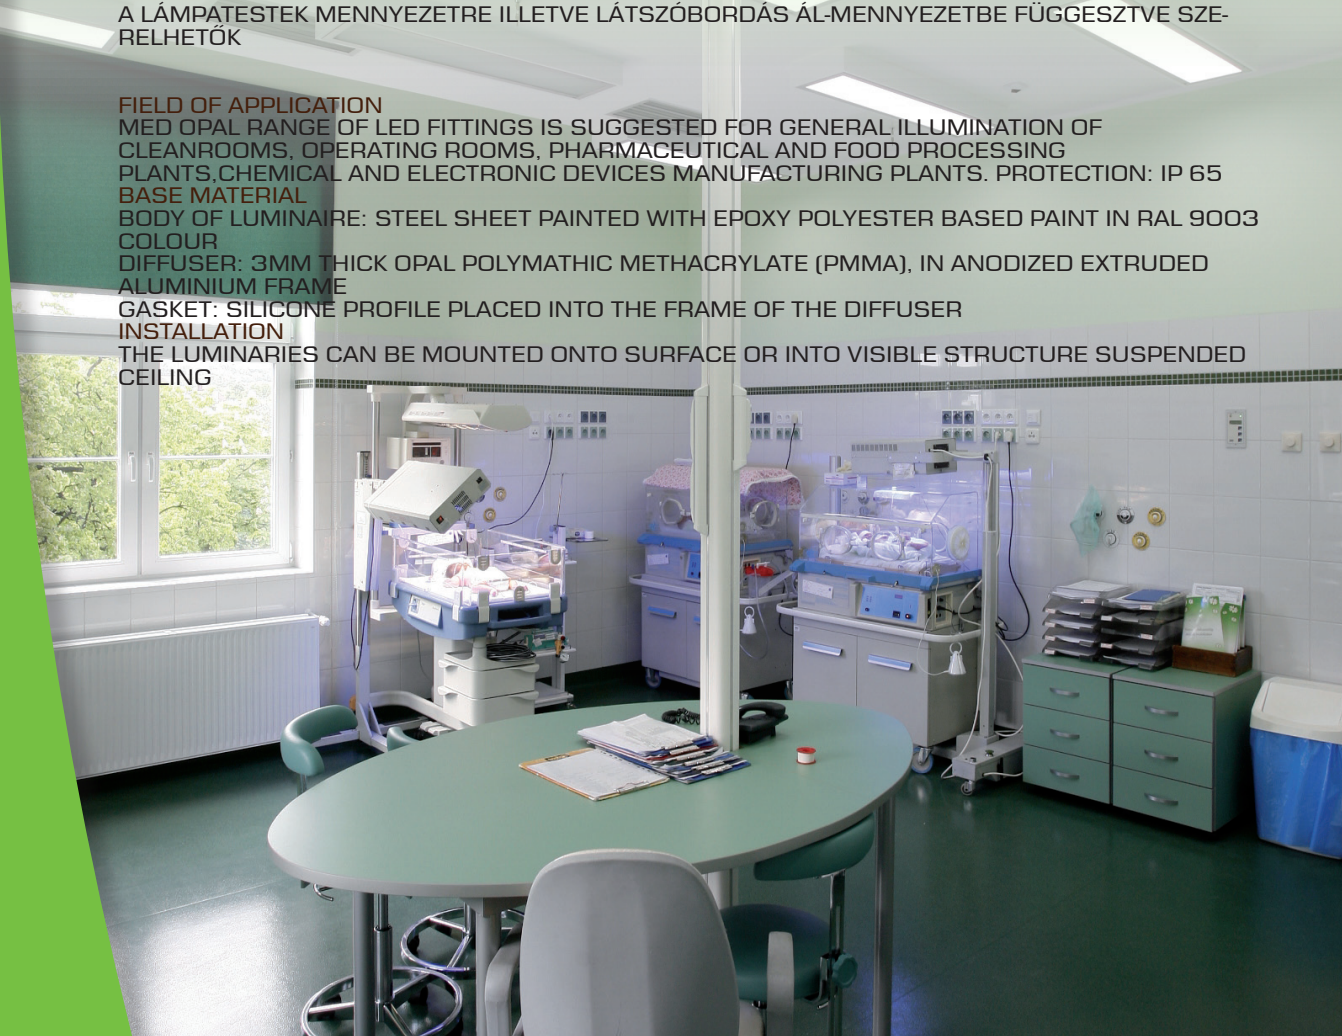 A LÁMPATESTEK MENNYEZETRE ILLETVE LÁTSZÓBORDÁS ÁL-MENNYEZETBE FÜGGESZTVE SZE-
RELHETŐK
FIELD OF APPLICATION
MED OPAL RANGE OF LED FITTINGS IS SUGGESTED FOR GENERAL ILLUMINATION OF
CLEANROOMS, OPERATING ROOMS, PHARMACEUTICAL AND FOOD PROCESSING
PLANTS,CHEMICAL AND ELECTRONIC DEVICES MANUFACTURING PLANTS. PROTECTION: IP 65
BASE MATERIAL
BODY OF LUMINAIRE: STEEL SHEET PAINTED WITH EPOXY POLYESTER BASED PAINT IN RAL 9003
COLOUR
DIFFUSER: 3MM THICK OPAL POLYMATHIC METHACRYLATE (PMMA), IN ANODIZED EXTRUDED
ALUMINIUM FRAME
GASKET: SILICONE PROFILE PLACED INTO THE FRAME OF THE DIFFUSER
INSTALLATION
THE LUMINARIES CAN BE MOUNTED ONTO SURFACE OR INTO VISIBLE STRUCTURE SUSPENDED
CEILING